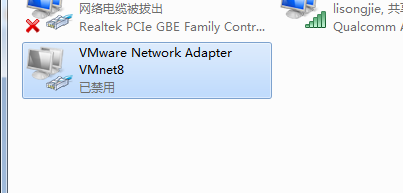 网络电缆被拔出
Realtek PCIe GBE Family Contr...
lisongjie, 共享
Qualcomm A
VMware Network Adapter
VMnet8
已禁用